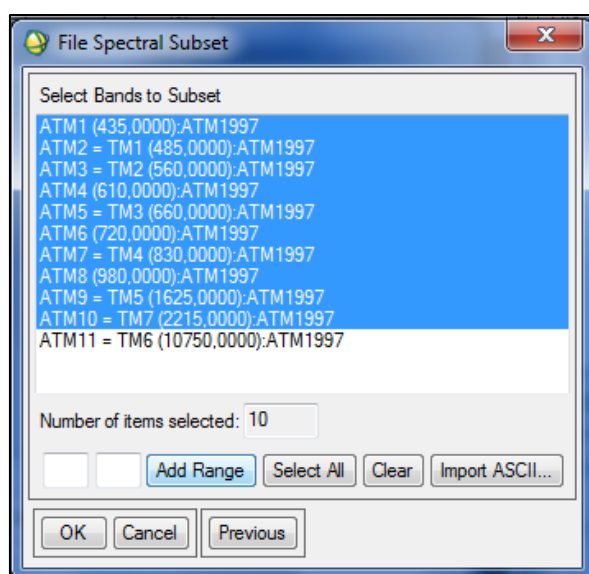 File Spectral Subset
Select Bands to Subset
ATM1 (435,0000):ATM1997
ATM2 = TM1 (485,0000):ATM1997
ATM3 = TM2 (560,0000):ATM1997
ATM4 (610,0000):ATM1997
ATM5 = TM3 (660,0000):ATM1997
ATM6 (720,0000):ATM1997
ATM7 = TM4 (830,0000):ATM1997
ATM8 (980,0000):ATM1997
ATM9 = TM5 (1625,0000):ATM1997
ATM10 = TM7 (2215,0000):ATM1997
ATM11 = TM6 (10750,0000):ATM1997
Number of items selected: 10
Add Range Select All Clear Import ASCII...
OK Cancel Previous